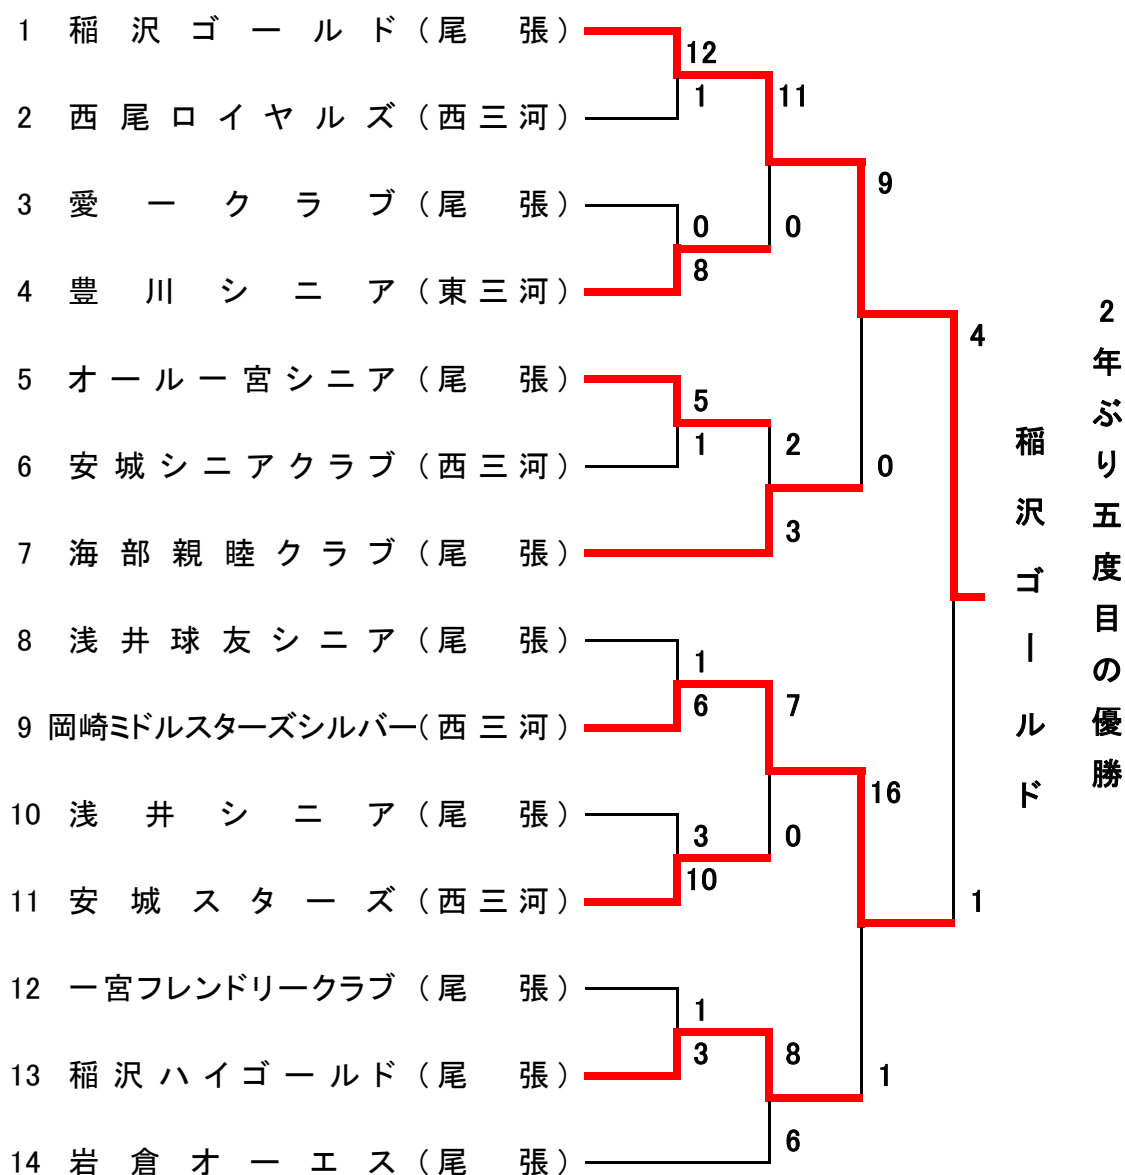 1 稲沢ゴールド(尾張)
12
1
11
2 西尾ロイヤルズ(西三河)
9
3 愛一クラブ(尾張)
0
8
0
4 豊川シニア(東三河)
4
5 オール一宮シニア(尾張)
5
1
2
6 安城シニアクラブ(西三河)
0
3
7 海部親睦クラブ(尾張)
8 浅井球友シニア(尾張)
1
6
7
9 岡崎ミドルスターズシルバー(西三河)
16
10 浅井シニア(尾張)
3
10
0
11 安城スターズ(西三河)
1
12 一宮フレンドリークラブ(尾張)
1
3
8
13 稲沢ハイゴールド(尾張)
1
6
14 岩倉オーエス(尾張)
稲沢ゴールド
2年ぶり五度目の優勝